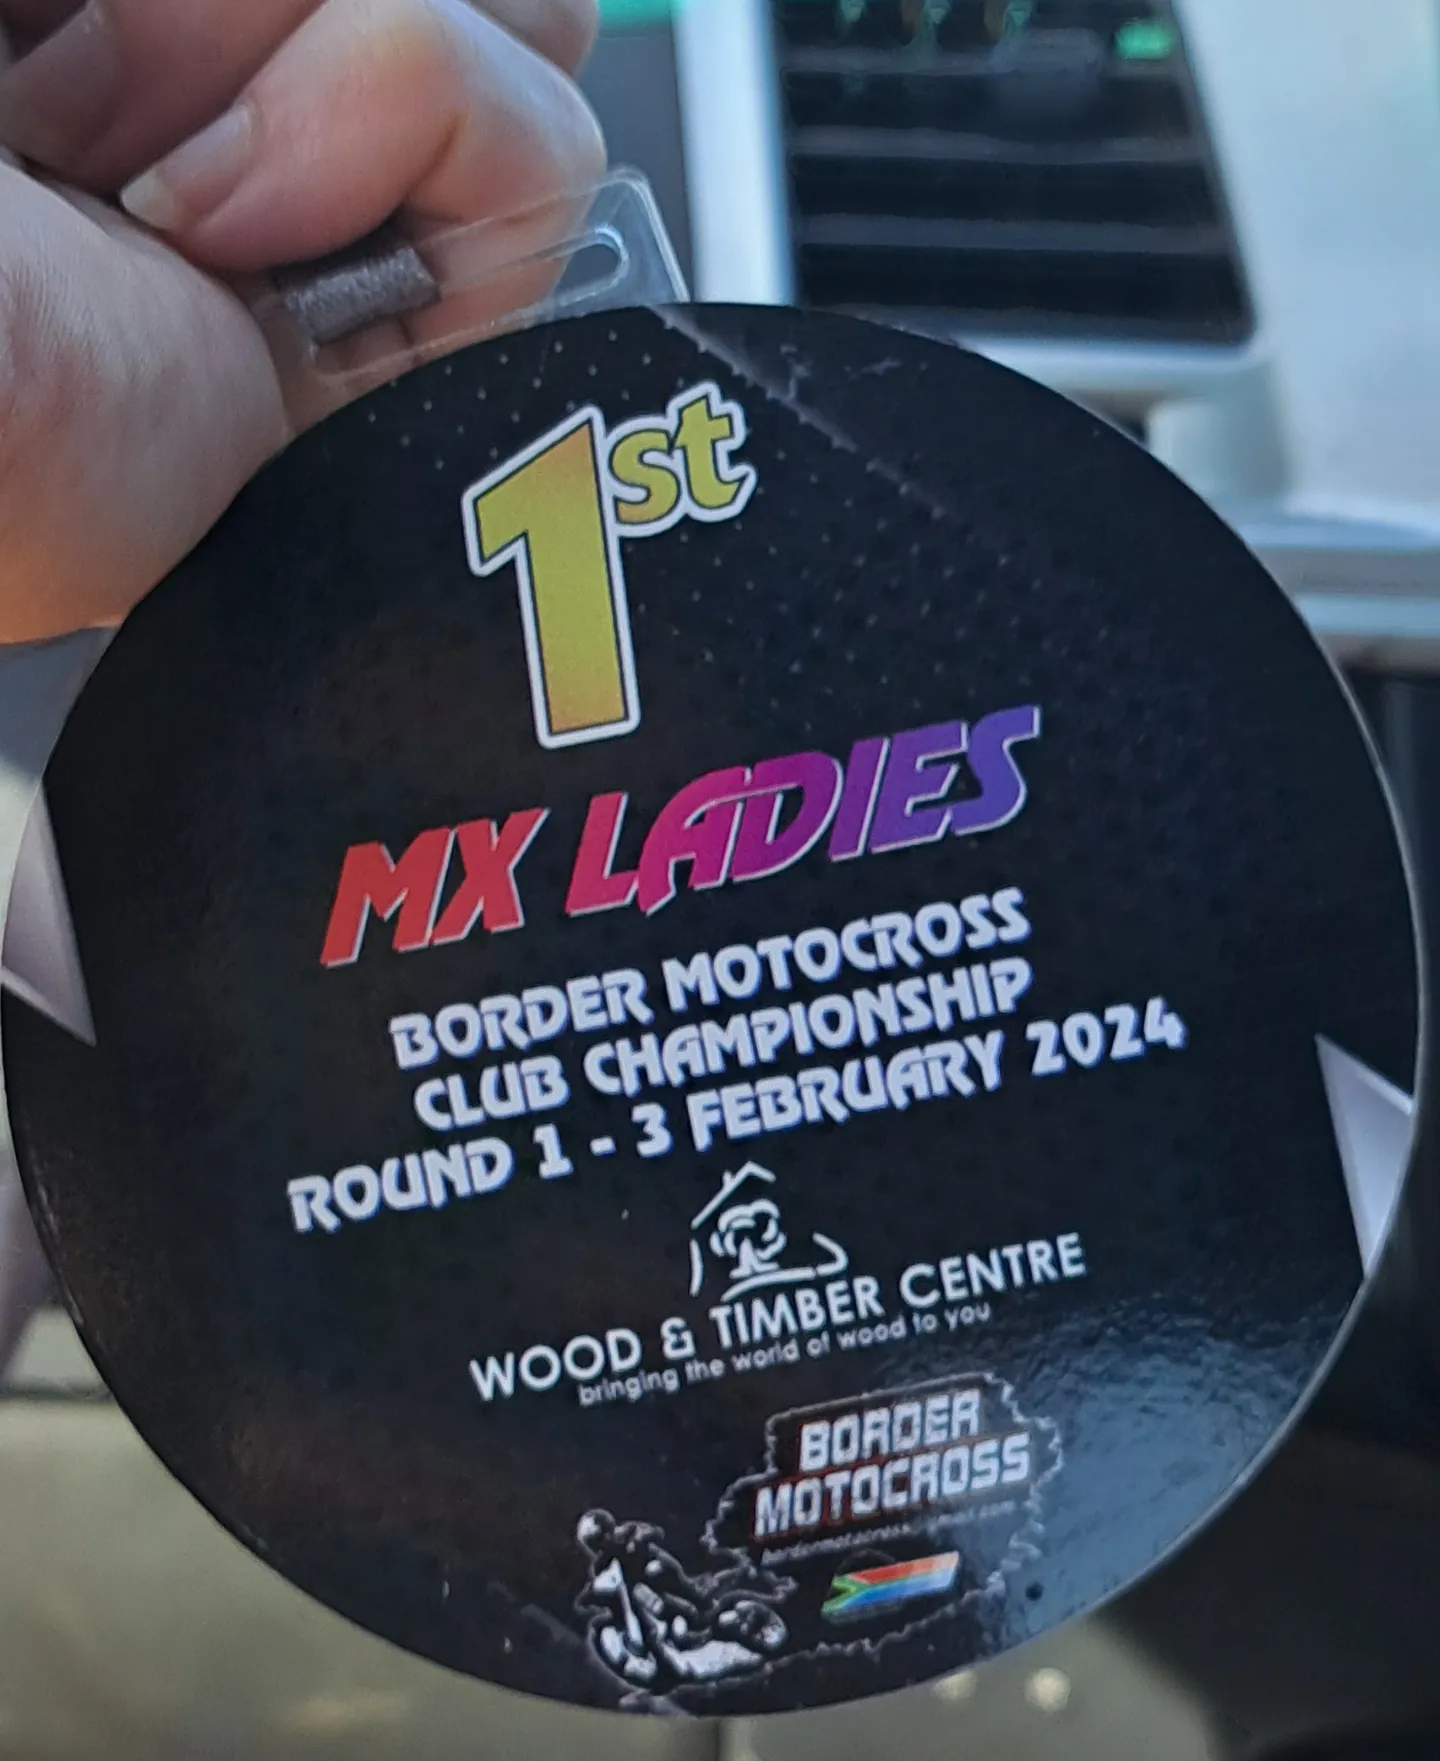 1st
MX LADIES
BORDER MOTOCROSS
CLUB CHAMPIONSHIP
ROUND 1 - 3 FEBRUARY 2024
WOOD & TIMBER CENTRE
bringing the world of wood to you
BORDER
MOTOCROSS